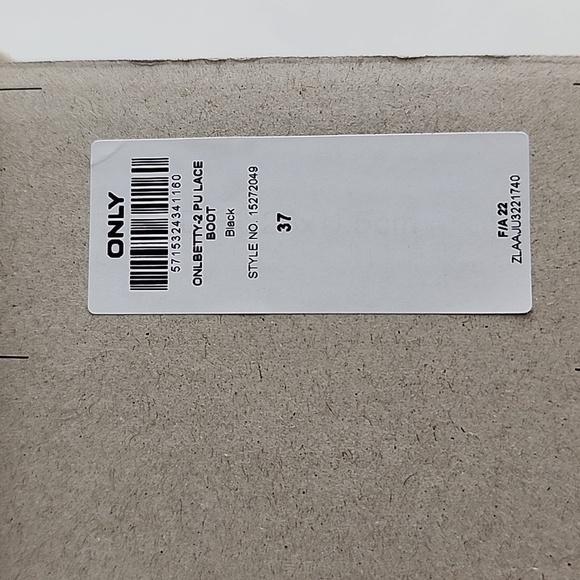 ONLY
5715324341160
ONLBETTY-2 PU LACE
BOOT
Black
STYLE NO. 15272049
37
F/A 22
ZLAAJU3221740